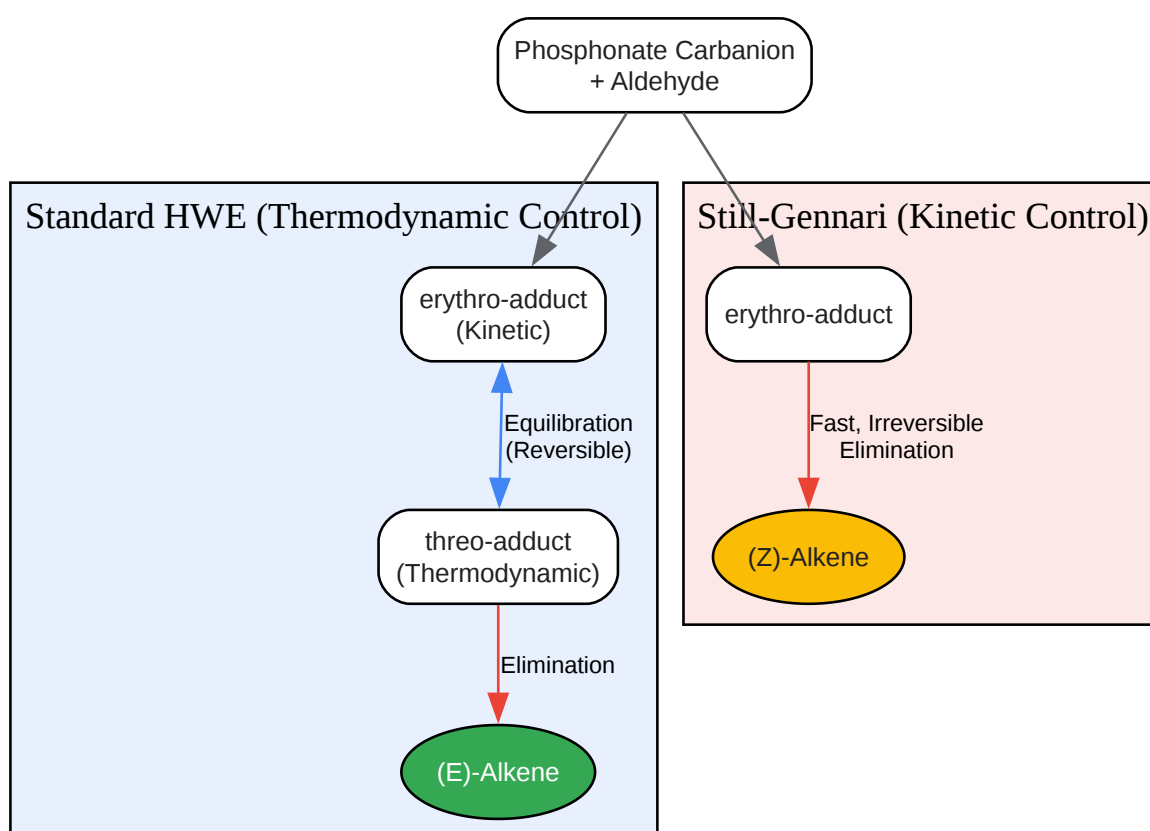 Phosphonate Carbanion
+ Aldehyde
Standard HWE (Thermodynamic Control)
erythro-adduct
(Kinetic)
Equilibration
(Reversible)
threo-adduct
(Thermodynamic)
Elimination
(E)-Alkene
Still-Gennari (Kinetic Control)
erythro-adduct
Fast, Irreversible
Elimination
(Z)-Alkene